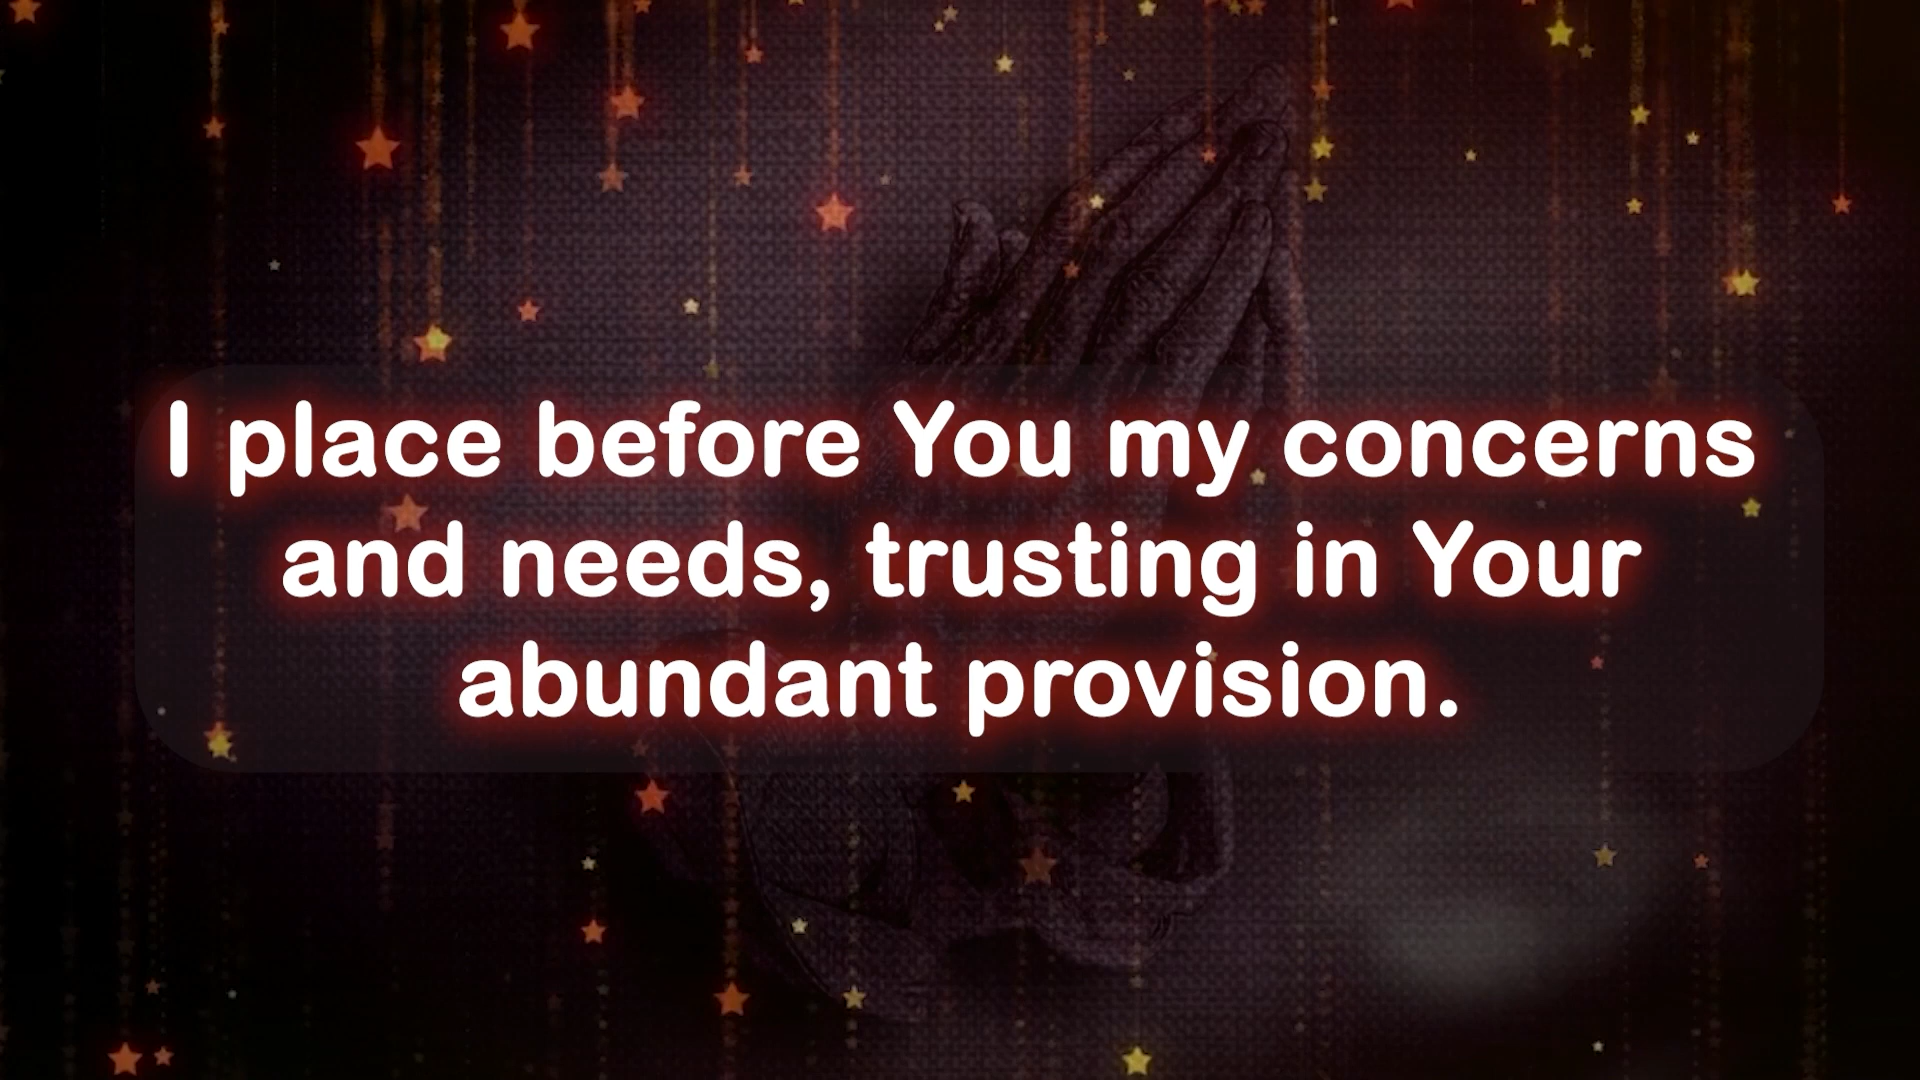 I place before You my concerns
and needs, trusting in Your
abundant provision.